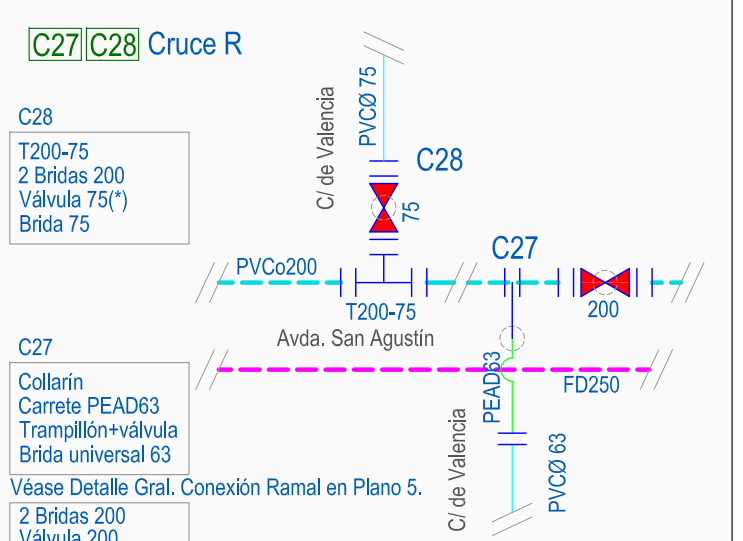 C27 C28 Cruce R
C28
T200-75
2 Bridas 200
Válvula 75(*)
Brida 75
C/ de Valencia
PVCØ 75
C28
75
C27
PVCo200
T200-75
200
Avda. San Agustín
C27
Collarín
Carrete PEAD63
Trampillón+válvula
Brida universal 63
PEAD63
FD250
C/ de Valencia
PVCØ 63
Véase Detalle Gral. Conexión Ramal en Plano 5.
2 Bridas 200
Válvula 200